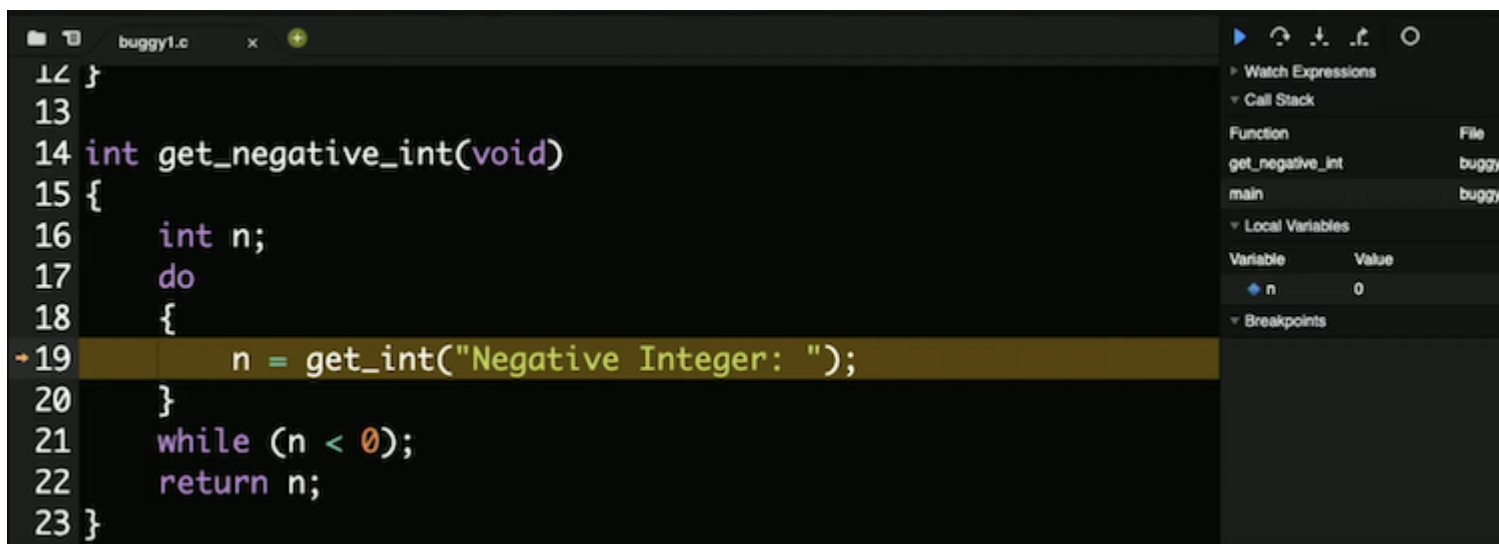 buggy1.c x
12 }
13
14 int get_negative_int(void)
15 {
16 int n;
17 do
18 {
19 n = get_int("Negative Integer: ");
20 }
21 while (n < 0);
22 return n;
23 }
Watch Expressions
Call Stack
Function File
get_negative_int buggy
main buggy
Local Variables
Variable Value
n 0
Breakpoints